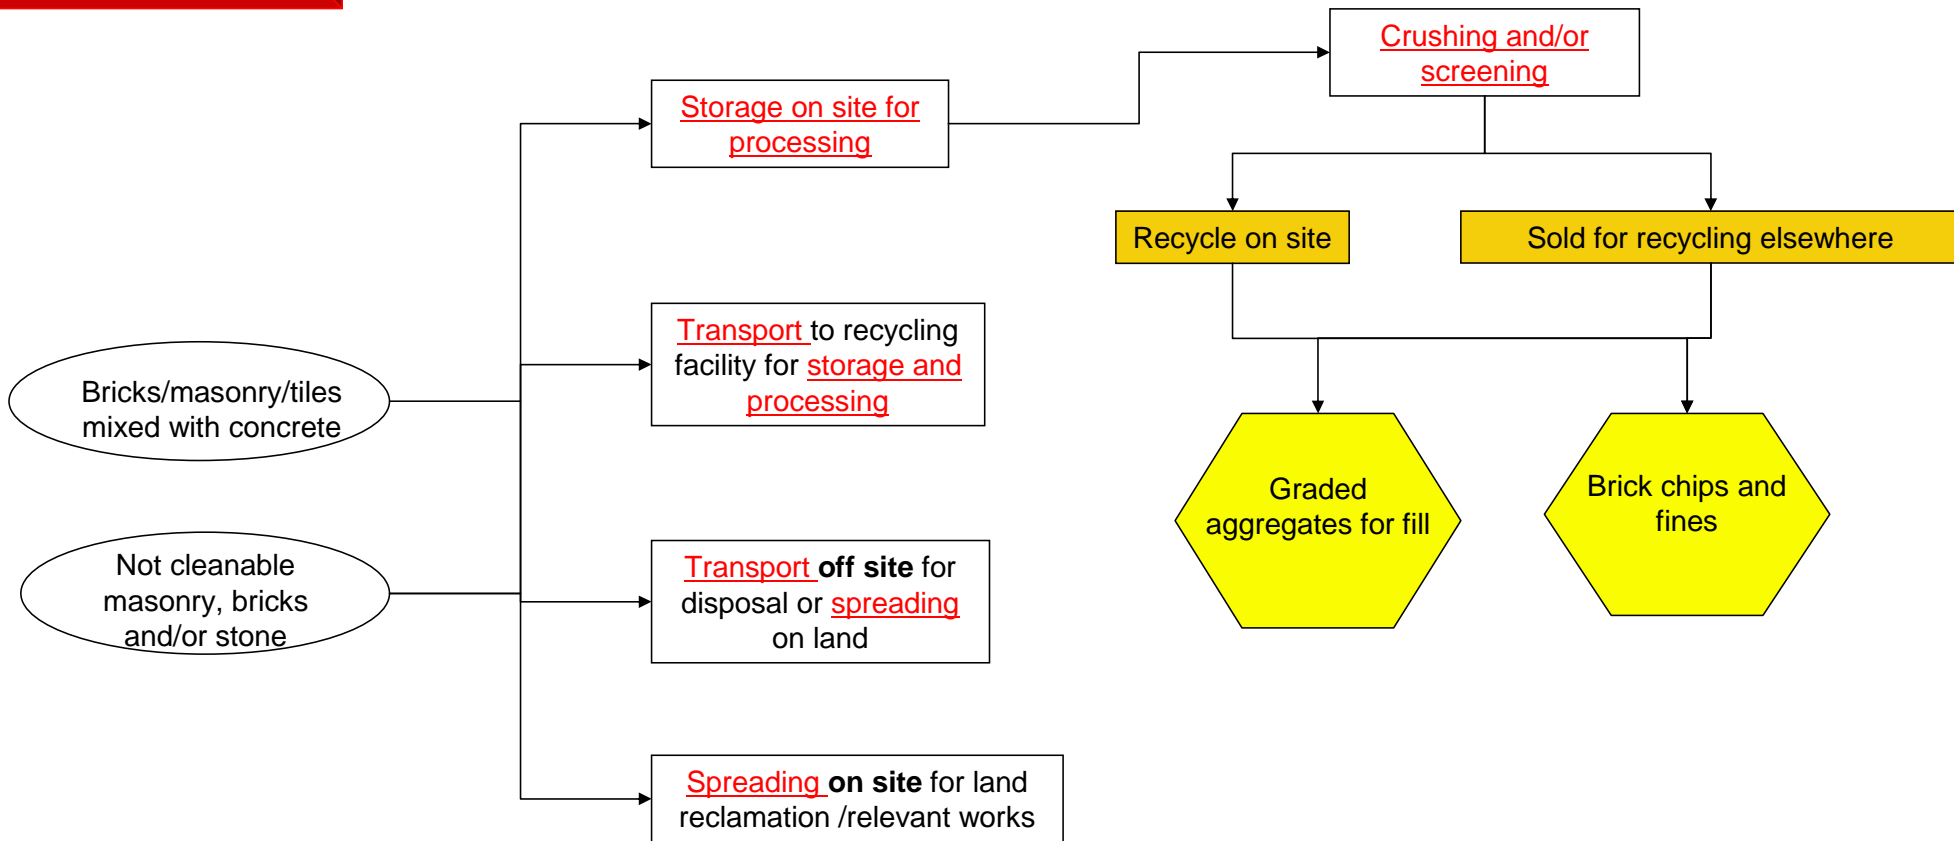 Crushing and/or
screening
Storage on site for
processing
Recycle on site
Sold for recycling elsewhere
Transport to recycling
facility for storage and
processing
Bricks/masonry/tiles
mixed with concrete
Graded
aggregates for fill
Brick chips and
fines
Not cleanable
masonry, bricks
and/or stone
Transport off site for
disposal or spreading
on land
Spreading on site for land
reclamation /relevant works